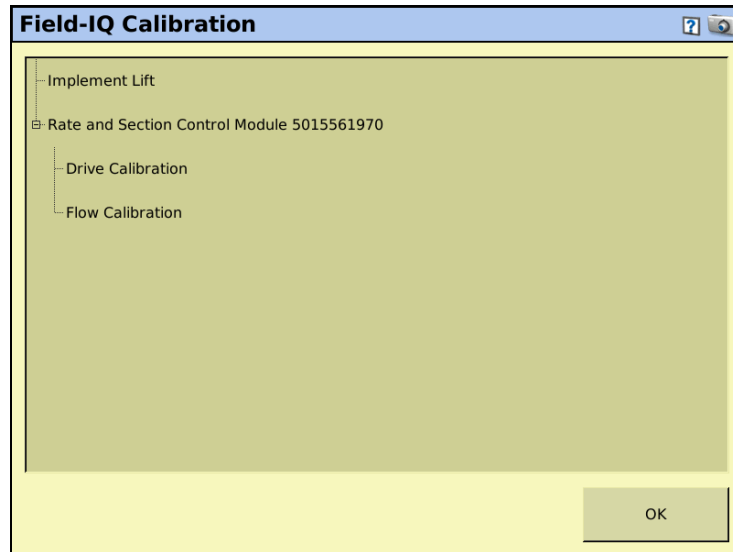 Field-IQ Calibration
?
Implement Lift
Rate and Section Control Module 5015561970
Drive Calibration
Flow Calibration
OK